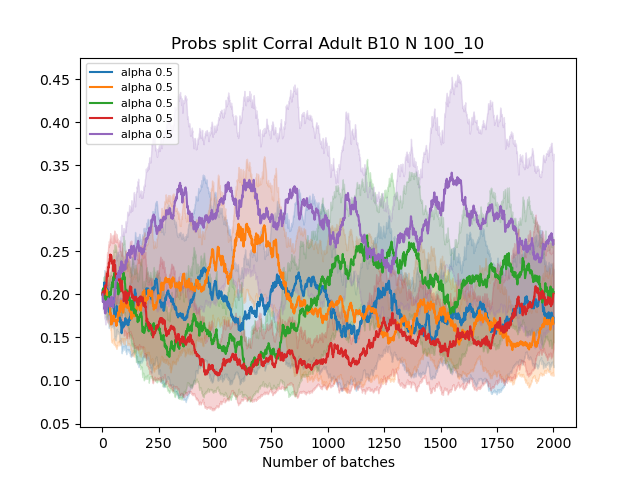 Probs split Corral Adult B10 N 100_10
alpha 0.5
alpha 0.5
alpha 0.5
alpha 0.5
alpha 0.5
0.45
0.40
0.35
0.30
0.25
0.20
0.15
0.10
0.05
0 250 500 750 1000 1250 1500 1750 2000
Number of batches